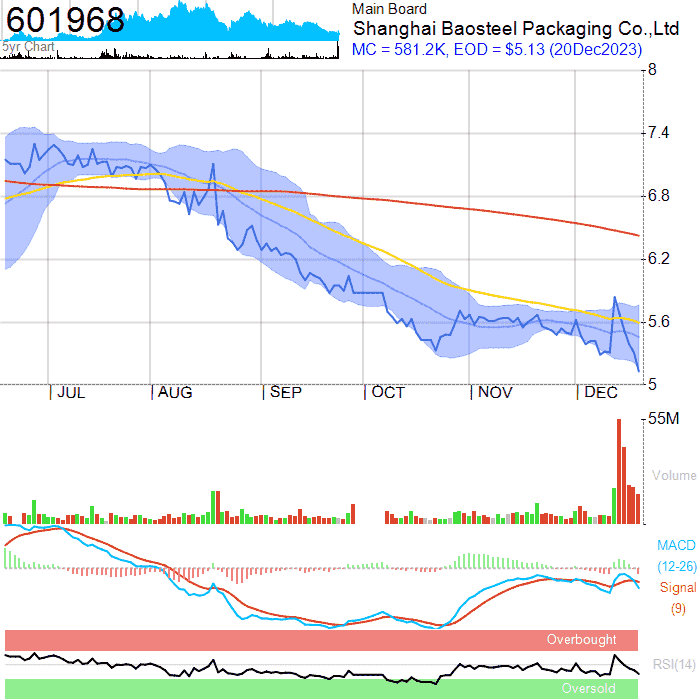 601968
5yr Chart
Main Board
Shanghai Baosteel Packaging Co.,Ltd
MC = 581.2K, EOD = $5.13 (20Dec2023)
8
7.4
6.8
6.2
5.6
5
JUL
AUG
SEP
OCT
NOV
DEC
55M
Volume
MACD
(12-26)
Signal
(9)
Overbought
RSI(14)
Oversold